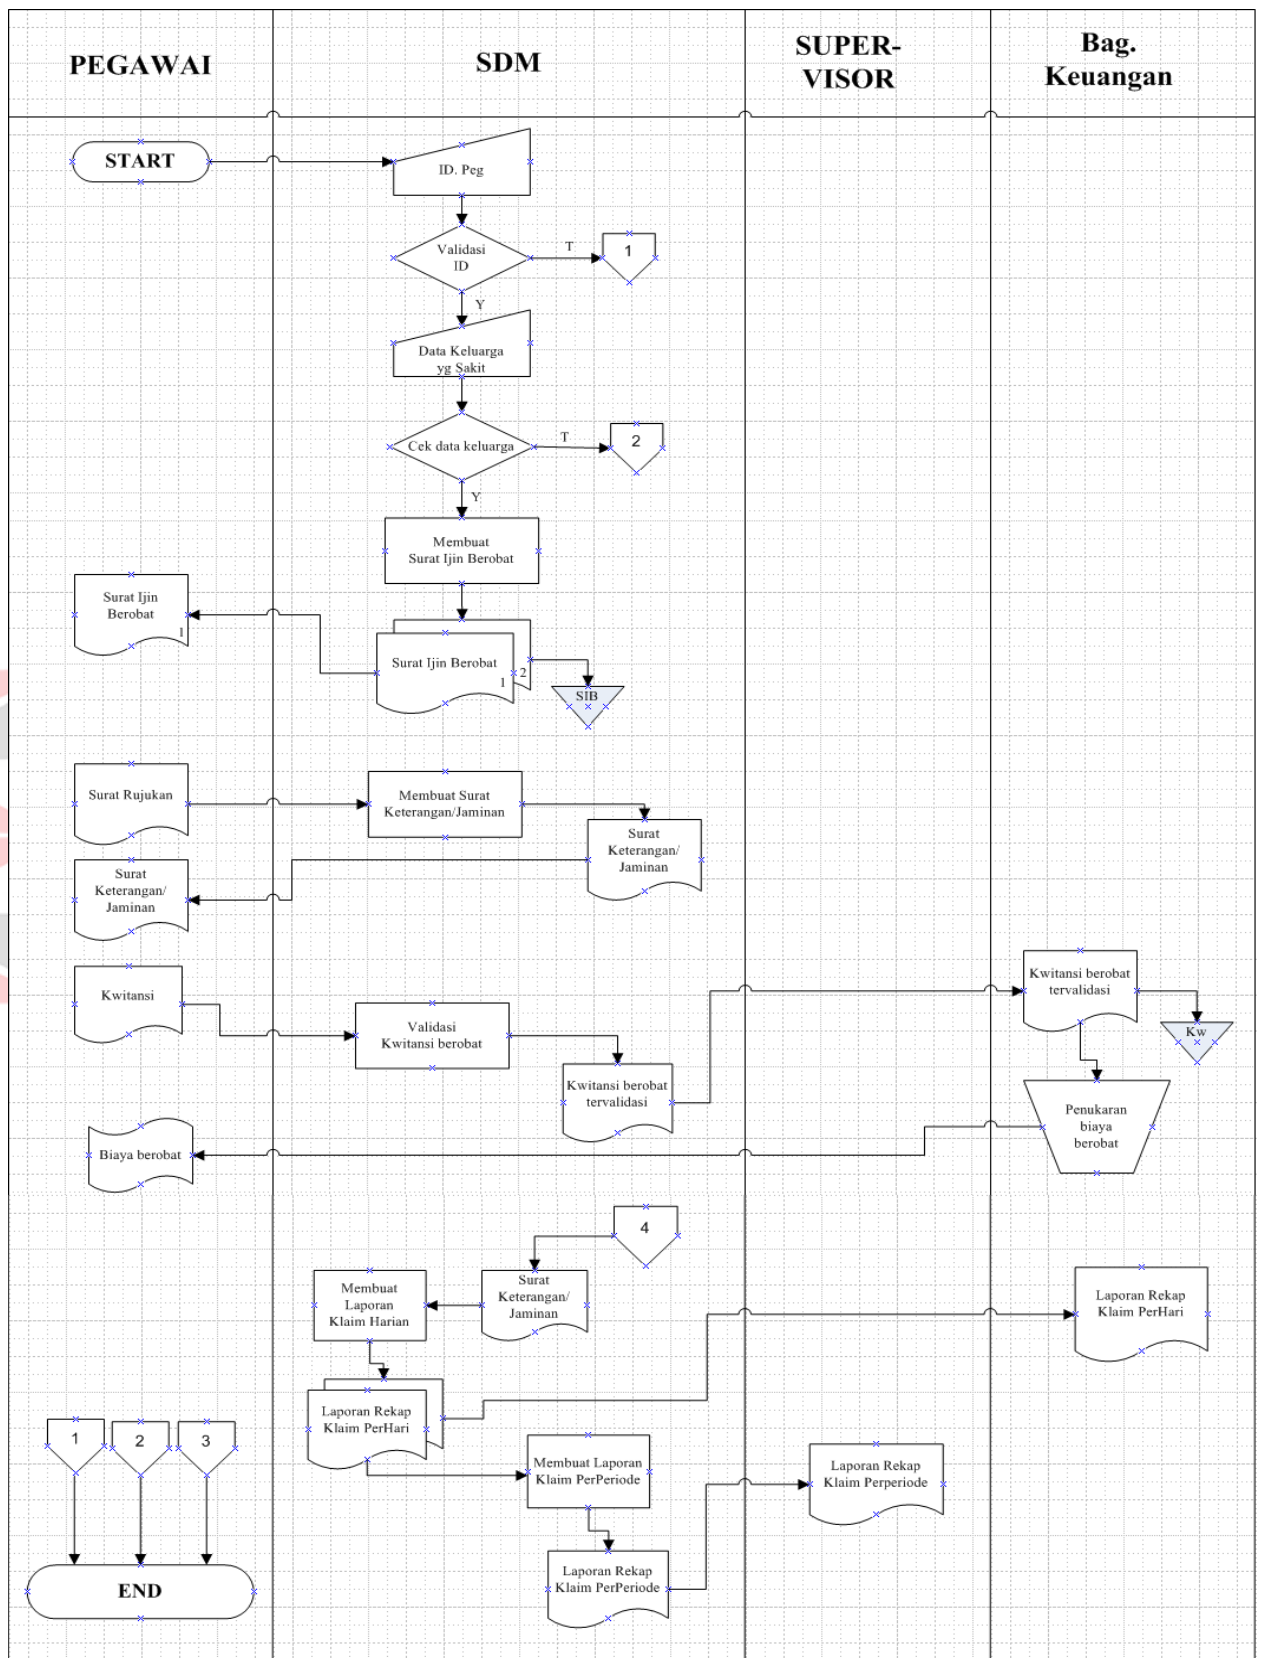 PEGAWAI
SDM
SUPER-
VISOR
Bag.
Keuangan
START
ID. Peg
Validasi
ID
T
1
Y
Data Keluarga
yg Sakit
Cek data keluarga
T
2
Y
Membuat
Surat Ijin Berobat
Surat Ijin
Berobat
1
Surat Ijin Berobat
1
2
SIB
Surat Rujukan
Membuat Surat
Keterangan/Jaminan
Surat
Keterangan/
Jaminan
Surat
Keterangan/
Jaminan
Kwitansi
Validasi
Kwitansi berobat
Kwitansi berobat
tervalidasi
Kwitansi berobat
tervalidasi
Kw
Penukaran
biaya
berobat
Biaya berobat
4
Surat
Keterangan/
Jaminan
Membuat
Laporan
Klaim Harian
Laporan Rekap
Klaim PerHari
Laporan Rekap
Klaim PerHari
Membuat Laporan
Klaim PerPeriode
Laporan Rekap
Klaim Perperiode
Laporan Rekap
Klaim PerPeriode
1
2
3
END